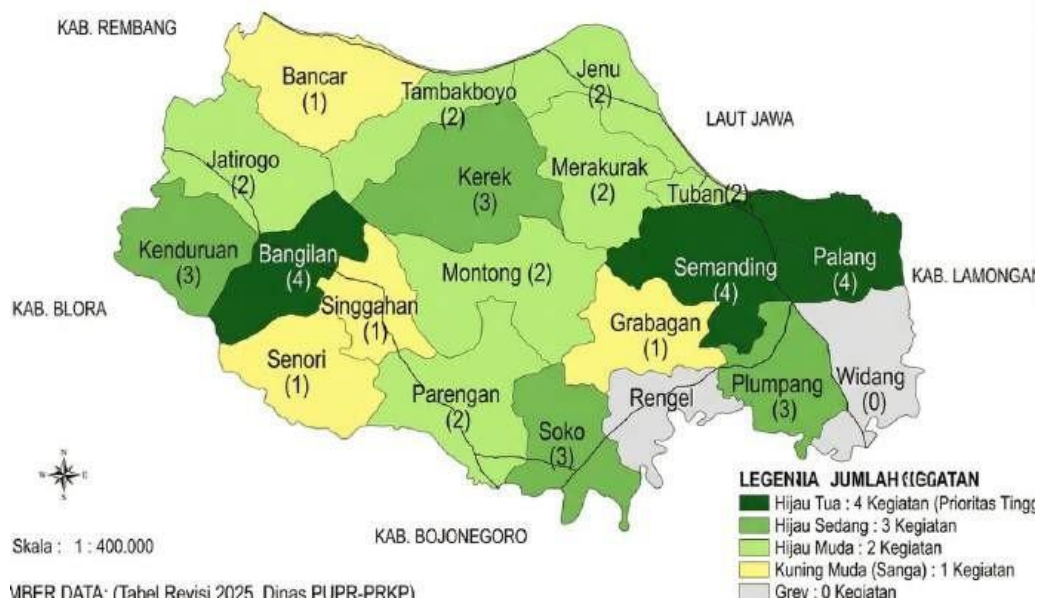 KAB. REMBANG
Bancar
(1)
Jenu
(2)
Tambakboyo
(2)
LAUT JAWA
Jatirogo
(2)
Kerek
(3)
Merakurak
(2)
Tuban(2)
Kenduruan
(3)
Bangilan
(4)
Montong (2)
Semanding
(4)
Palang
(4)
KAB. LAMONGAN
KAB. BLORA
Singgahan
(1)
Grabagan
(1)
Senori
(1)
Parengan
(2)
Rengel
Plumpang
(3)
Widang
(0)
Soko
(3)
N
E
S
Skala : 1 : 400.000
KAB. BOJONEGORO
JUMLAH
Hijau Tua : 4 Kegiatan (Prioritas Tingg
Hijau Sedang : 3 Kegiatan
Hijau Muda : 2 Kegiatan
Kuning Muda (Sanga) : 1 Kegiatan
Grey : 0 Kegiatan
MBER DATA: (Tabel Revisi 2025, Dinas PUPR-PRKP)